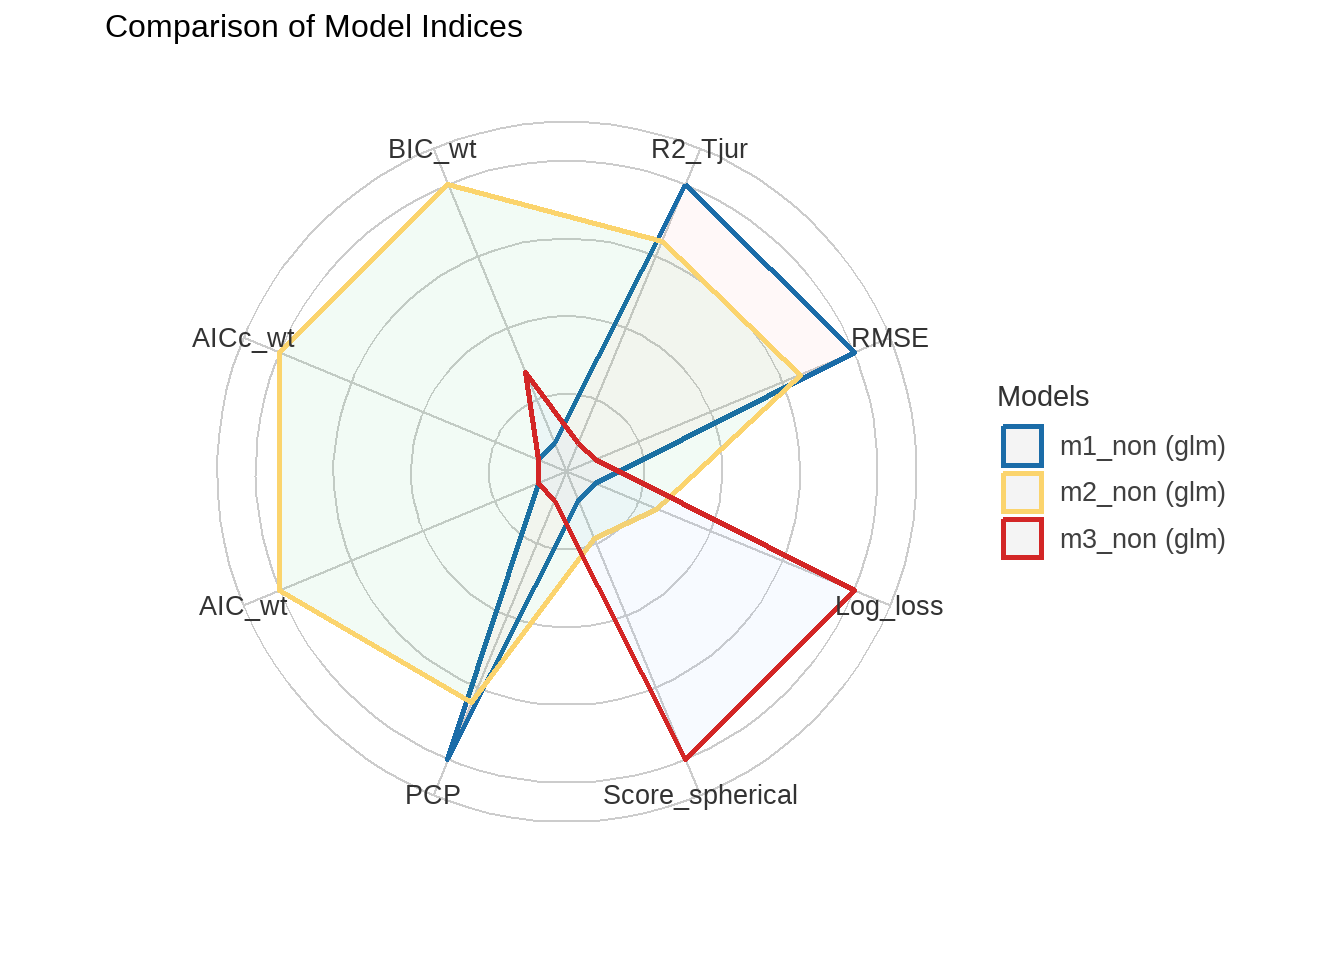 Comparison of Model Indices
BIC_wt
R2_Tjur
AICc_wt
RMSE
AIC_wt
Log_loss
PCP
Score_spherical
Models
m1_non (glm)
m2_non (glm)
m3_non (glm)